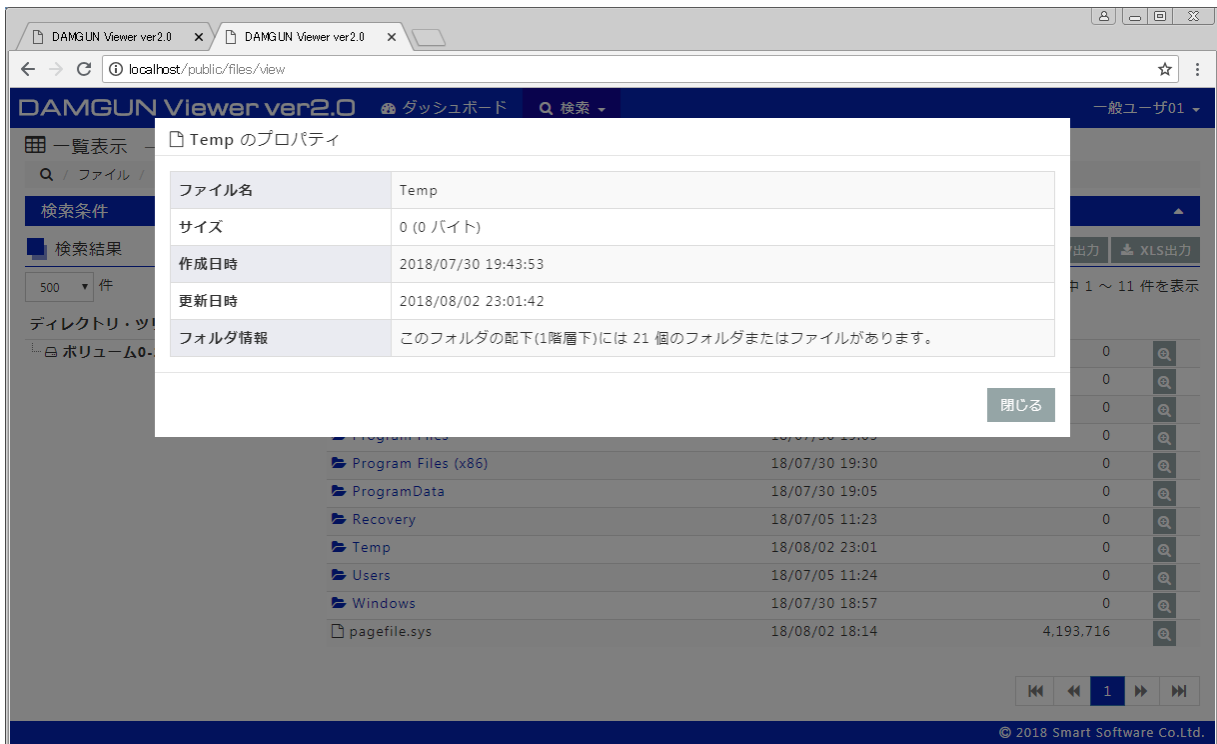 DAMGUN Viewer ver2.0
DAMGUN Viewer ver2.0
localhost/public/files/view
DAMGUN Viewer ver2.0 ダッシュボード 検索 一般ユーザ01
一覧表示
Temp のプロパティ
/ ファイル /
ファイル名 Temp
検索条件
サイズ 0 (0 バイト)
検索結果
出力 XLS出力
作成日時 2018/07/30 19:43:53
500 件
中 1 ～ 11 件を表示
更新日時 2018/08/02 23:01:42
ディレクトリ・ツリ
フォルダ情報 このフォルダの配下(1階層下)には 21 個のフォルダまたはファイルがあります。
ボリューム0-
0
0
0
閉じる
Program Files 18/07/30 19:05 0
Program Files (x86) 18/07/30 19:30 0
ProgramData 18/07/30 19:05 0
Recovery 18/07/05 11:23 0
Temp 18/08/02 23:01 0
Users 18/07/05 11:24 0
Windows 18/07/30 18:57 0
pagefile.sys 18/08/02 18:14 4,193,716
1
© 2018 Smart Software Co.Ltd.